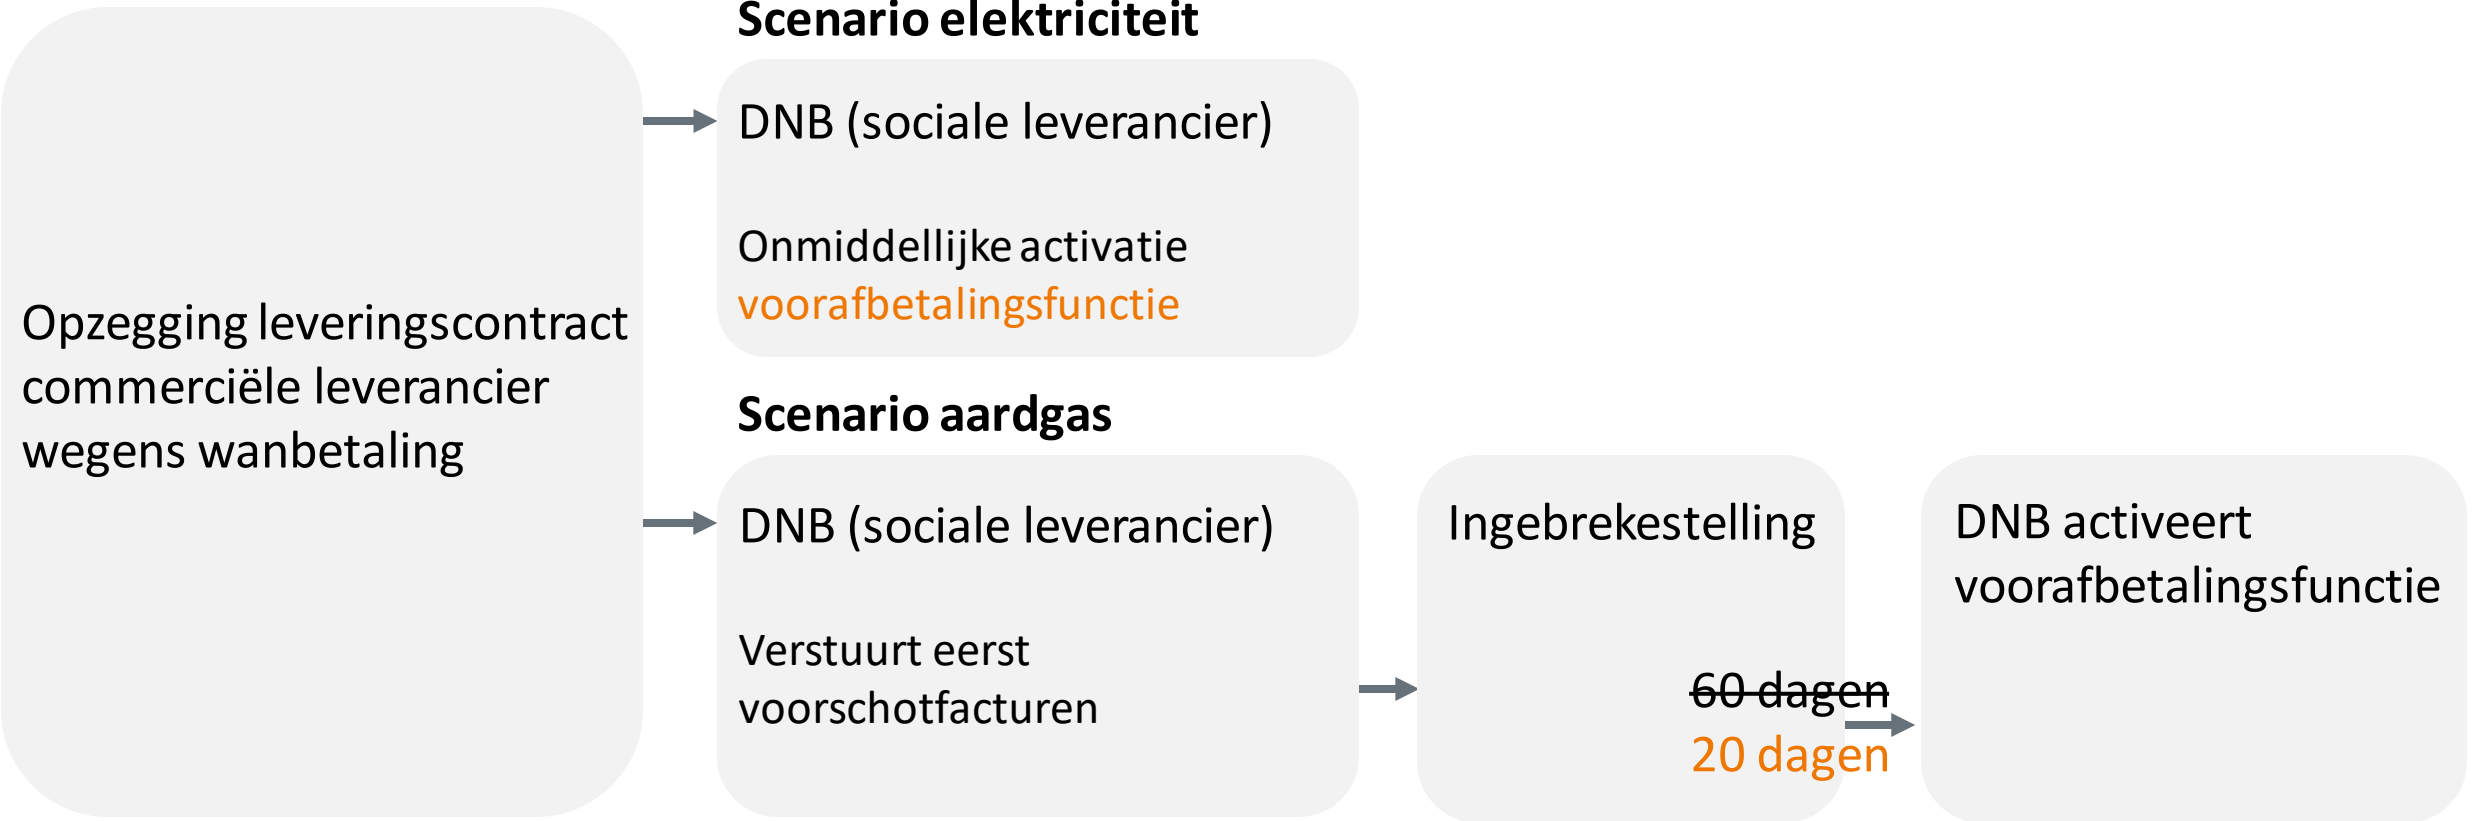 Opzegging leveringscontract
commerciële leverancier
wegens wanbetaling
Scenario elektriciteit
DNB (sociale leverancier)
Onmiddellijke activatie
voorafbetalingsfunctie
Scenario aardgas
DNB (sociale leverancier)
Verstuurt eerst
voorschotfacturen
Ingebrekestelling
60 dagen
20 dagen
DNB activeert
voorafbetalingsfunctie